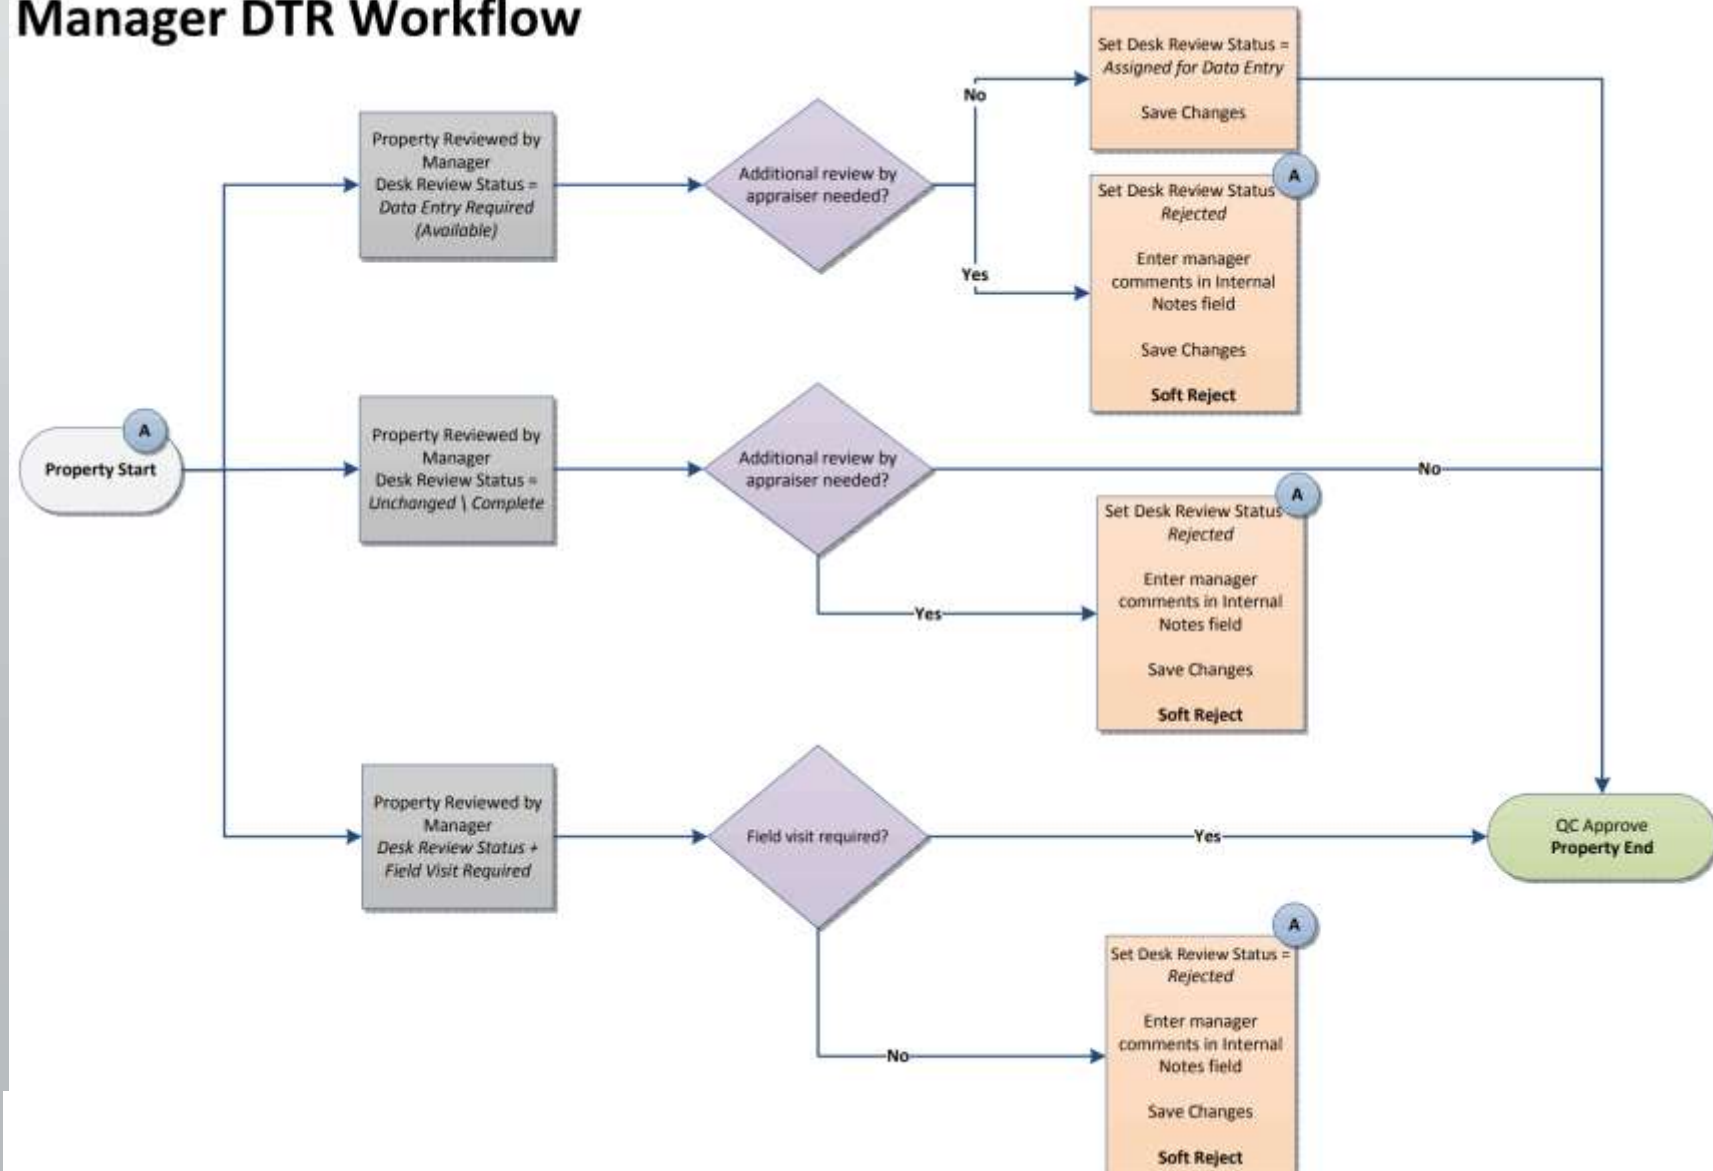 Manager DTR Workflow
Property Start
A
Property Reviewed by
Manager
Desk Review Status =
Data Entry Required
(Available)
Additional review by
appraiser needed?
No
Yes
Set Desk Review Status =
Assigned for Data Entry
Save Changes
A
Set Desk Review Status
Rejected
Enter manager
comments in Internal
Notes field
Save Changes
Soft Reject
Property Reviewed by
Manager
Desk Review Status =
Unchanged \ Complete
Additional review by
appraiser needed?
No
Yes
A
Set Desk Review Status
Rejected
Enter manager
comments in Internal
Notes field
Save Changes
Soft Reject
Property Reviewed by
Manager
Desk Review Status +
Field Visit Required
Field visit required?
Yes
No
QC Approve
Property End
A
Set Desk Review Status =
Rejected
Enter manager
comments in Internal
Notes field
Save Changes
Soft Reject